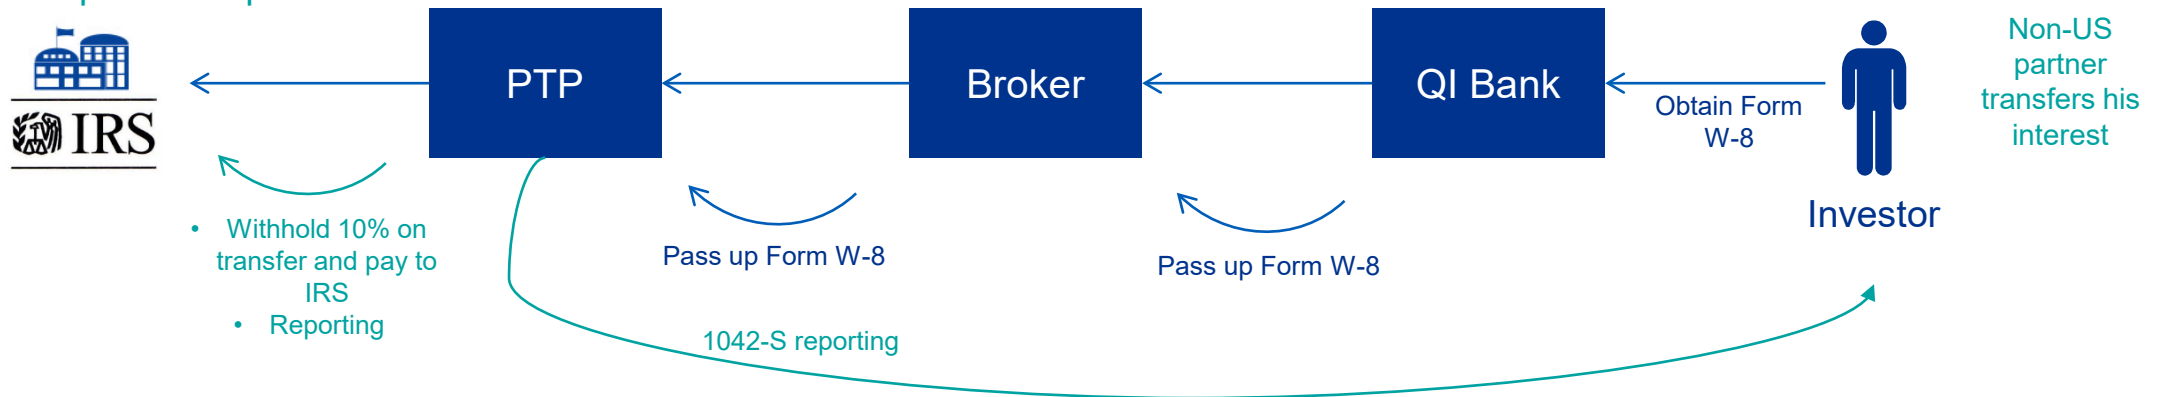 IRS
PTP
Broker
QI Bank
Obtain Form
W-8
Non-US
partner
transfers his
interest
Investor
• Withhold 10% on
transfer and pay to
IRS
• Reporting
Pass up Form W-8
Pass up Form W-8
1042-S reporting